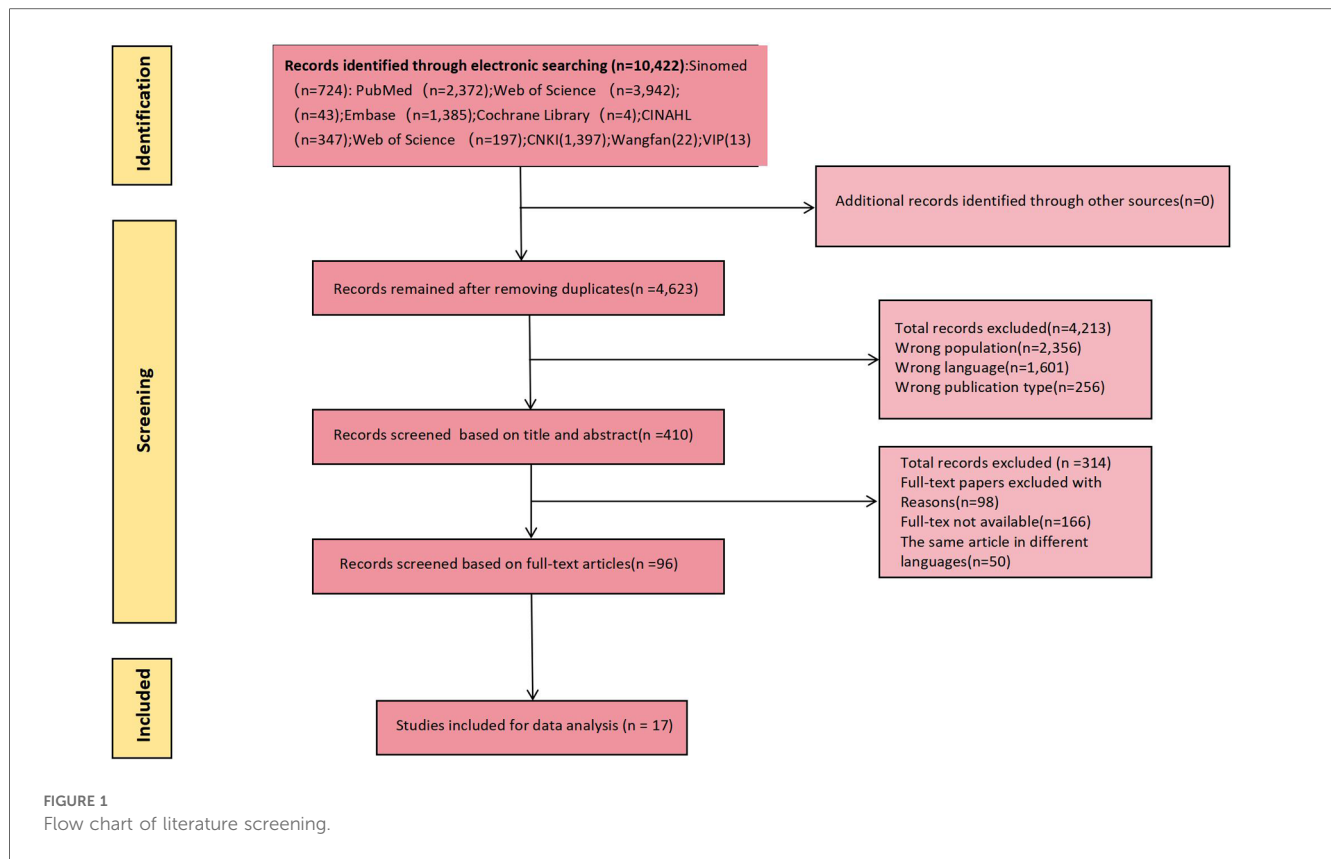 Identification
Records identified through electronic searching (n=10,422):Sinomed
(n=724): PubMed (n=2,372);Web of Science (n=3,942);
(n=43);Embase (n=1,385);Cochrane Library (n=4);CINAHL
(n=347);Web of Science (n=197);CNKI(1,397);Wangfan(22);VIP(13)
Additional records identified through other sources(n=0)
Screening
Records remained after removing duplicates(n =4,623)
Total records excluded(n=4,213)
Wrong population(n=2,356)
Wrong language(n=1,601)
Wrong publication type(n=256)
Records screened based on title and abstract(n =410)
Total records excluded (n =314)
Full-text papers excluded with
Reasons(n=98)
Full-tex not available(n=166)
The same article in different
languages(n=50)
Records screened based on full-text articles(n =96)
Included
Studies included for data analysis (n = 17)
FIGURE 1
Flow chart of literature screening.